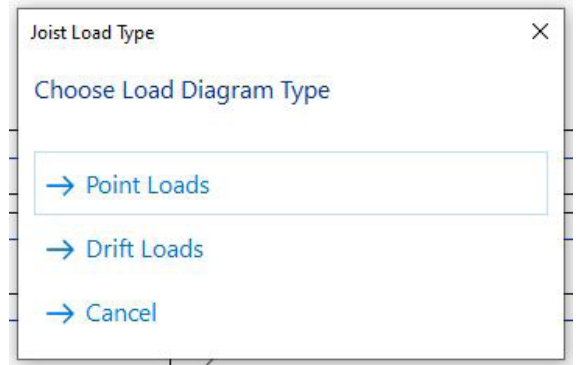 Joist Load Type
Choose Load Diagram Type
Point Loads
Drift Loads
Cancel